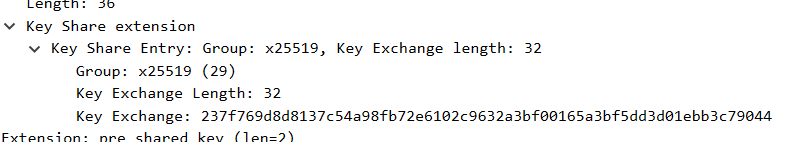 Length: 36
Key Share extension
Key Share Entry: Group: x25519, Key Exchange length: 32
Group: x25519 (29)
Key Exchange Length: 32
Key Exchange: 237f769d8d8137c54a98fb72e6102c9632a3bf00165a3bf5dd3d01ebb3c79044
Extension: pre_shared_key (len=2)